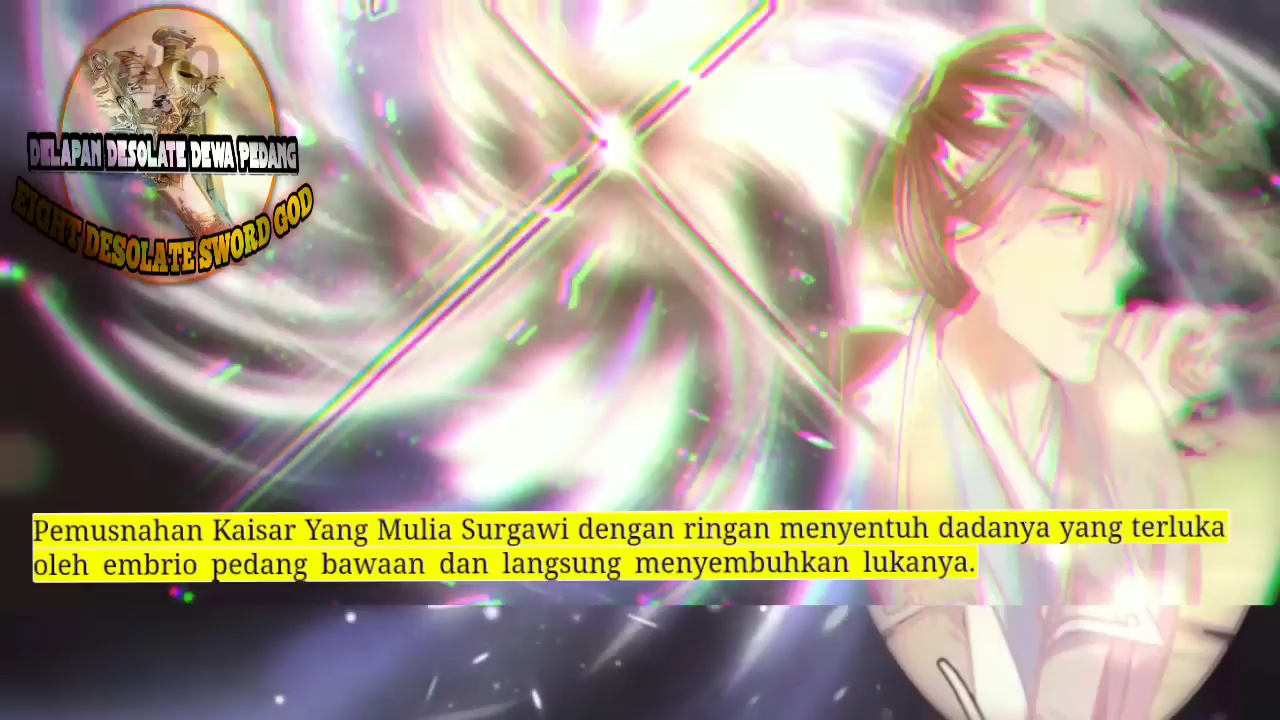 DELAPAN DESOLATE DEWA PEDANG
EIGHT DESOLATE SWORD GOD
Pemusnahan Kaisar Yang Mulia Surgawi dengan ringan menyentuh dadanya yang terluka
oleh embrio pedang bawaan dan langsung menyembuhkan lukanya.